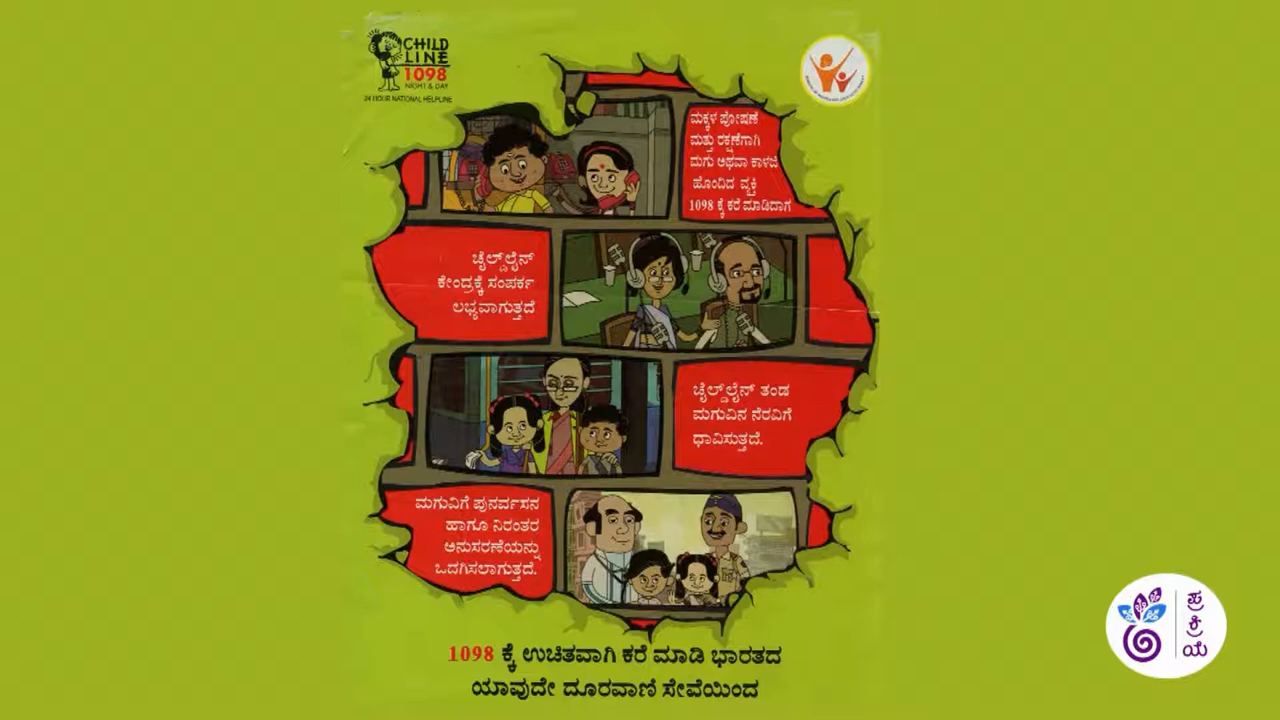 CHILD
LINE
1098
NIGHT & DAY
24 HOUR NATIONAL HELPLINE
ಮಕ್ಕಳ ಪೋಷಣೆ
ಮತ್ತು ರಕ್ಷಣೆಗಾಗಿ
ಮಗು ಅಥವಾ ಕಾಳಜಿ
ಹೊಂದಿದ ವ್ಯಕ್ತಿ
1098 ಕ್ಕೆ ಕರೆ ಮಾಡಿದಾಗ
ಚೈಲ್ಡ್‌ಲೈನ್
ಕೇಂದ್ರಕ್ಕೆ ಸಂಪರ್ಕ
ಲಭ್ಯವಾಗುತ್ತದೆ
ಚೈಲ್ಡ್‌ಲೈನ್ ತಂಡ
ಮಗುವಿನ ನೆರವಿಗೆ
ಧಾವಿಸುತ್ತದೆ.
ಮಗುವಿಗೆ ಪುನರ್ವಸನ
ಹಾಗೂ ನಿರಂತರ
ಅನುಸರಣೆಯನ್ನು
ಒದಗಿಸಲಾಗುತ್ತದೆ.
1098 ಕ್ಕೆ ಉಚಿತವಾಗಿ ಕರೆ ಮಾಡಿ ಭಾರತದ
ಯಾವುದೇ ದೂರವಾಣಿ ಸೇವೆಯಿಂದ
ಪ್ರ
ಕ್ರಿ
ಯೆ